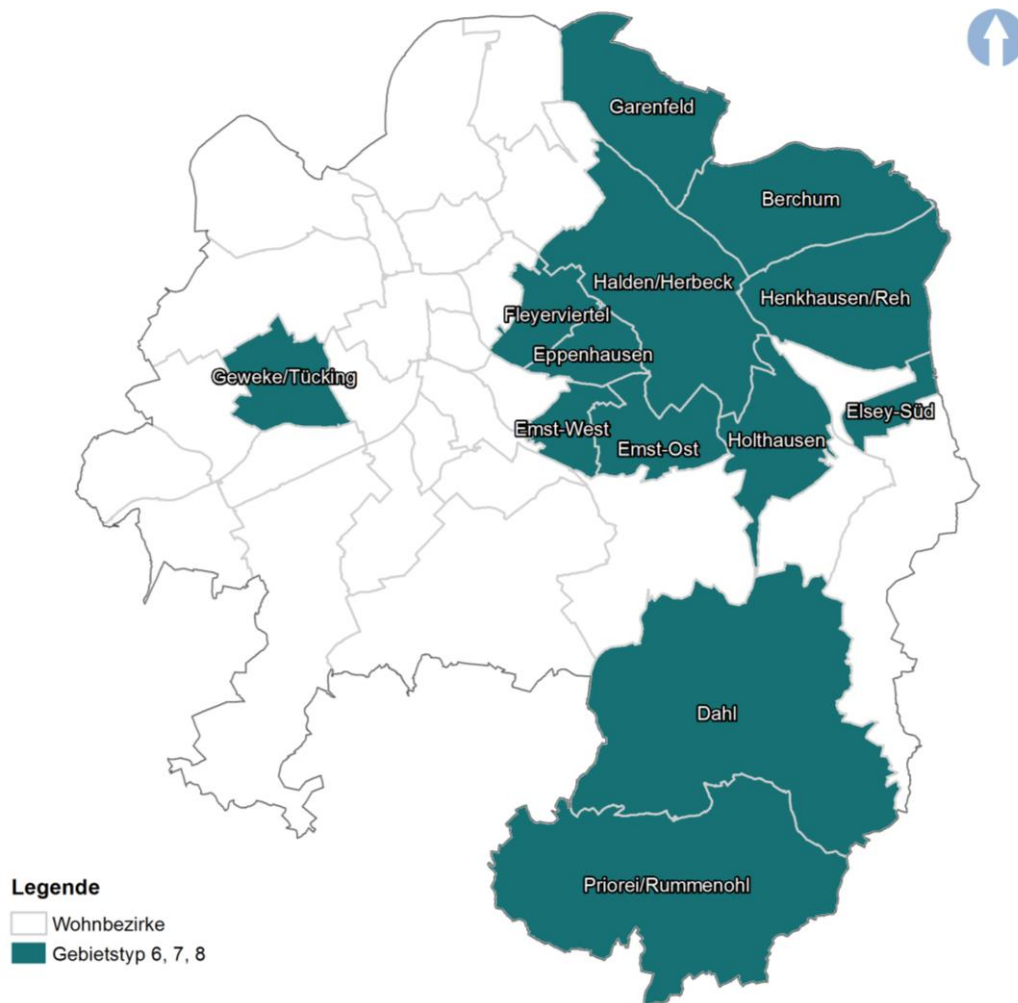 Garenfeld
Berchum
Halden/Herbeck
Henkhausen/Reh
Fleyerviertel
Eppenhausen
Geweke/Tücking
Elsey-Süd
Emst-West
Emst-Ost
Holthausen
Dahl
Priorei/Rummenohl
Legende
Wohnbezirke
Gebietstyp 6, 7, 8